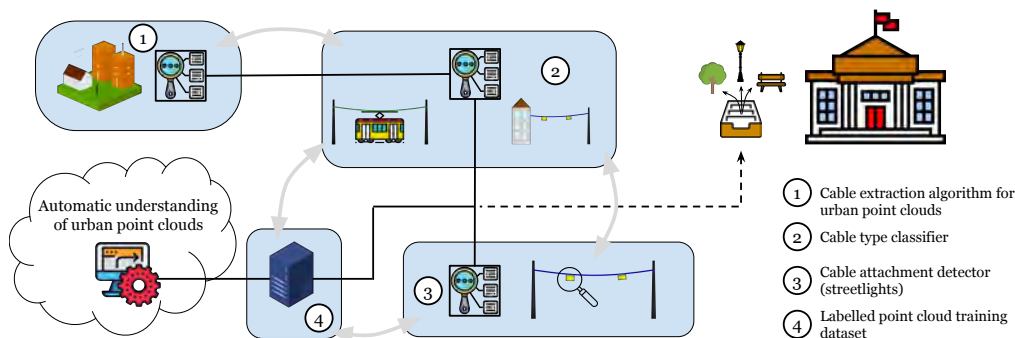 1
2
Automatic understanding
of urban point clouds
3
4
1 Cable extraction algorithm for
urban point clouds
2 Cable type classifier
3 Cable attachment detector
(streetlights)
4 Labelled point cloud training
dataset